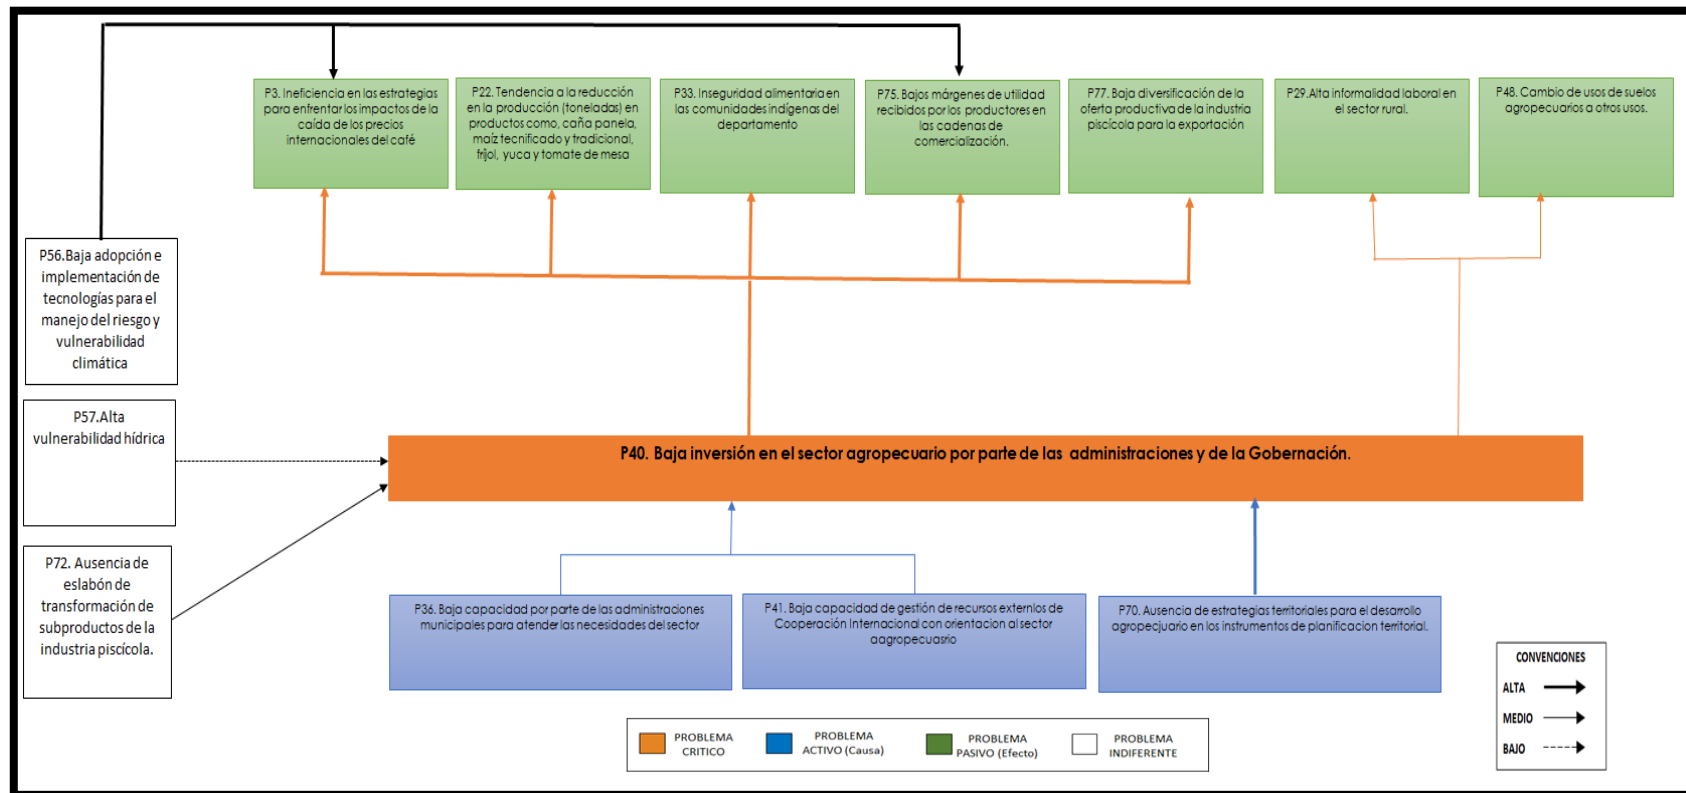 P3. Ineficiencia en las estrategias
para enfrentar los impactos de la
caída de los precios
internacionales del café
P22. Tendencia a la reducción
en la producción (toneladas) en
productos como, caña panela,
maíz tecnificado y tradicional,
frijol, yuca y tomate de mesa
P33. Inseguridad alimentaria en
las comunidades indígenas del
departamento
P75. Bajos márgenes de utilidad
recibidos por los productores en
las cadenas de
comercialización.
P77. Baja diversificación de la
oferta productiva de la industria
piscícola para la exportación
P29.Alta informalidad laboral en
el sector rural.
P48. Cambio de usos de suelos
agropecuarios a otros usos.
P56.Baja adopción e
implementación de
tecnologías para el
manejo del riesgo y
vulnerabilidad
climática
P57.Alta
vulnerabilidad hídrica
P72. Ausencia de
eslabón de
transformación de
subproductos de la
industria piscícola.
P40. Baja inversión en el sector agropecuario por parte de las administraciones y de la Gobernación.
P36. Baja capacidad por parte de las administraciones
municipales para atender las necesidades del sector
P41. Baja capacidad de gestión de recursos externlos de
Cooperación Internacional con orientacion al sector
aagropecuasrio
P70. Ausencia de estrategias territoriales para el desarrollo
agropecjuario en los instrumentos de planificacion territorial.
CONVENCIONES
ALTA
MEDIO
BAJO
PROBLEMA
CRITICO
PROBLEMA
ACTIVO (Causa)
PROBLEMA
PASIVO (Efecto)
PROBLEMA
INDIFERENTE